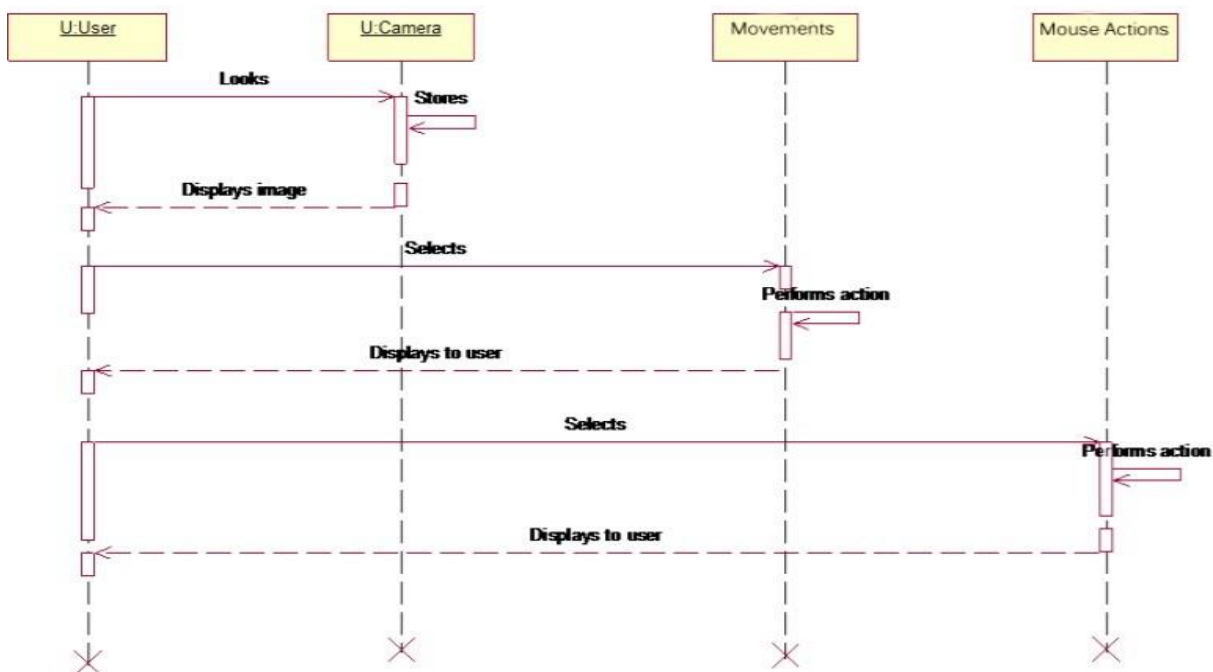 U:User
U:Camera
Movements
Mouse Actions
Looks
Stores
Displays image
Selects
Performs action
Displays to user
Selects
Performs action
Displays to user